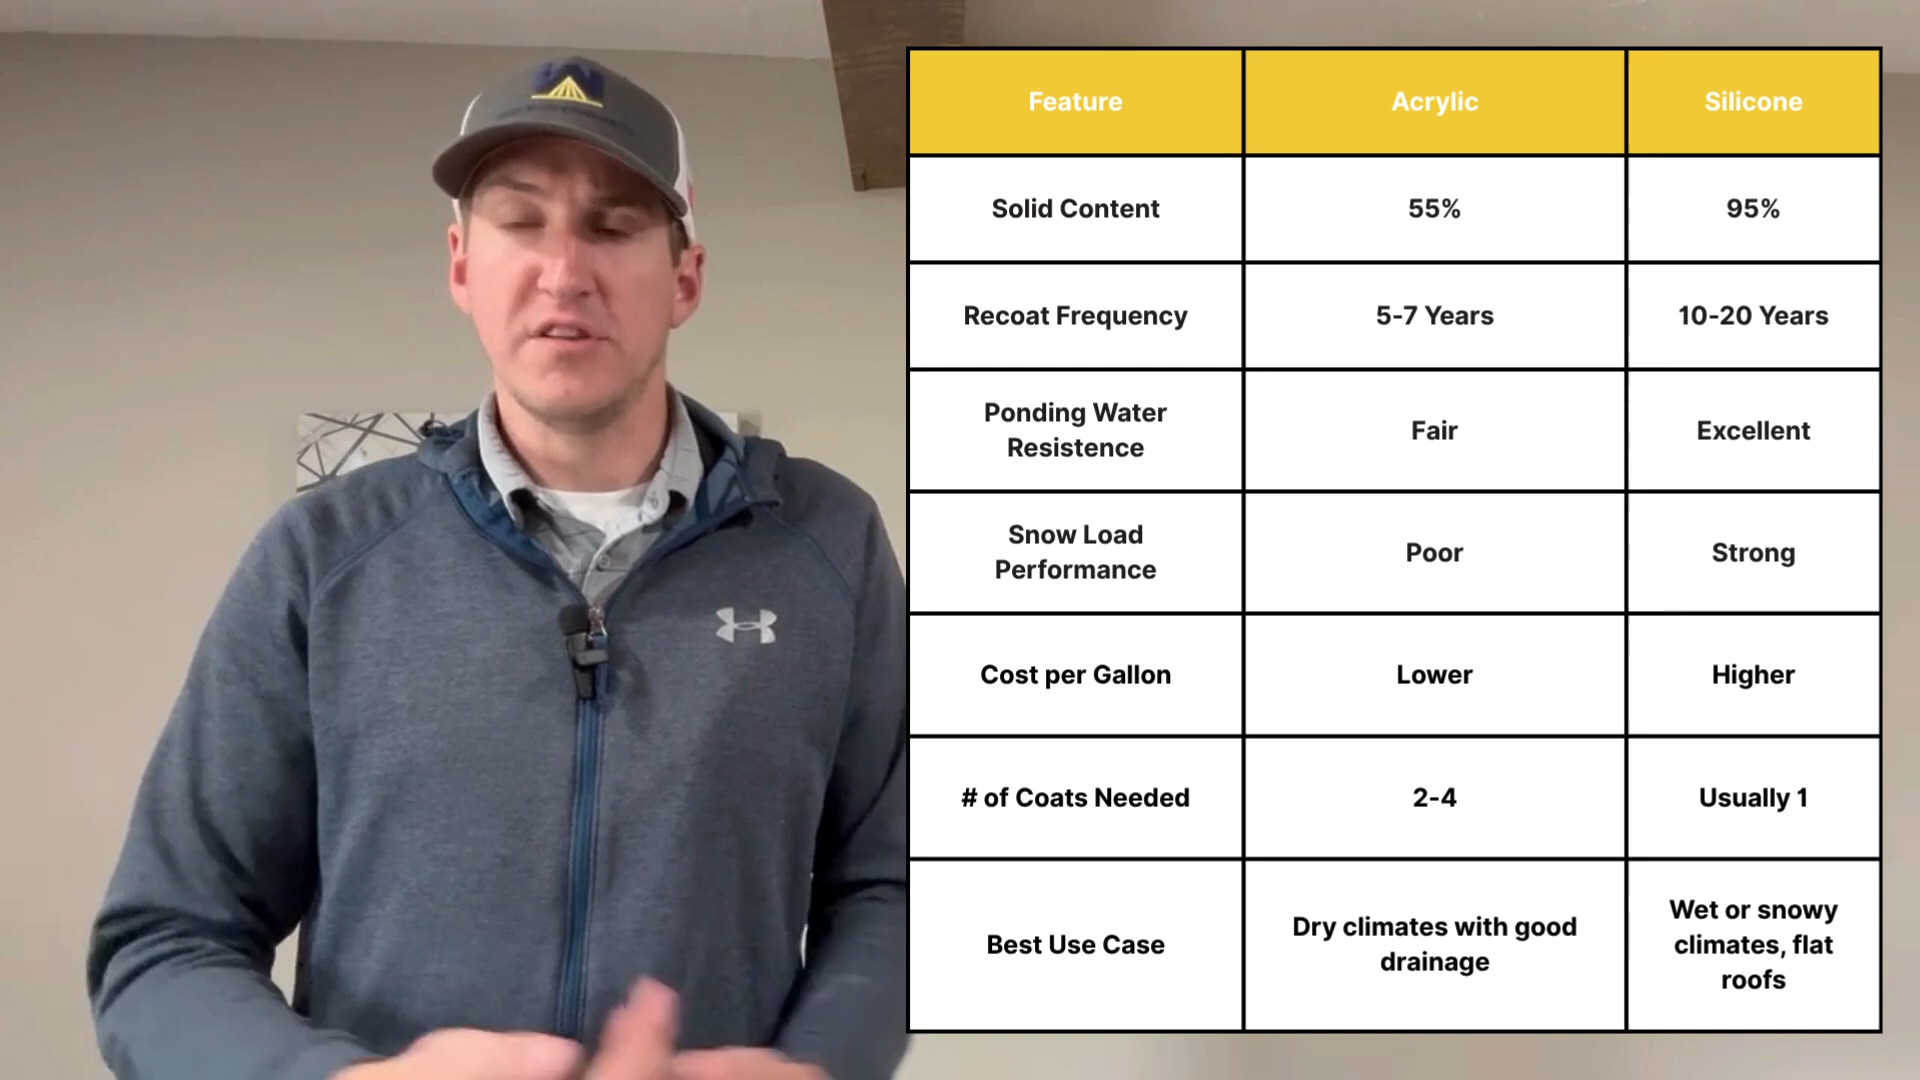 Feature Acrylic Silicone
Solid Content 55% 95%
Recoat Frequency 5-7 Years 10-20 Years
Ponding Water
Resistence Fair Excellent
Snow Load
Performance Poor Strong
Cost per Gallon Lower Higher
# of Coats Needed 2-4 Usually 1
Best Use Case
Dry climates with good
drainage
Wet or snowy
climates, flat
roofs